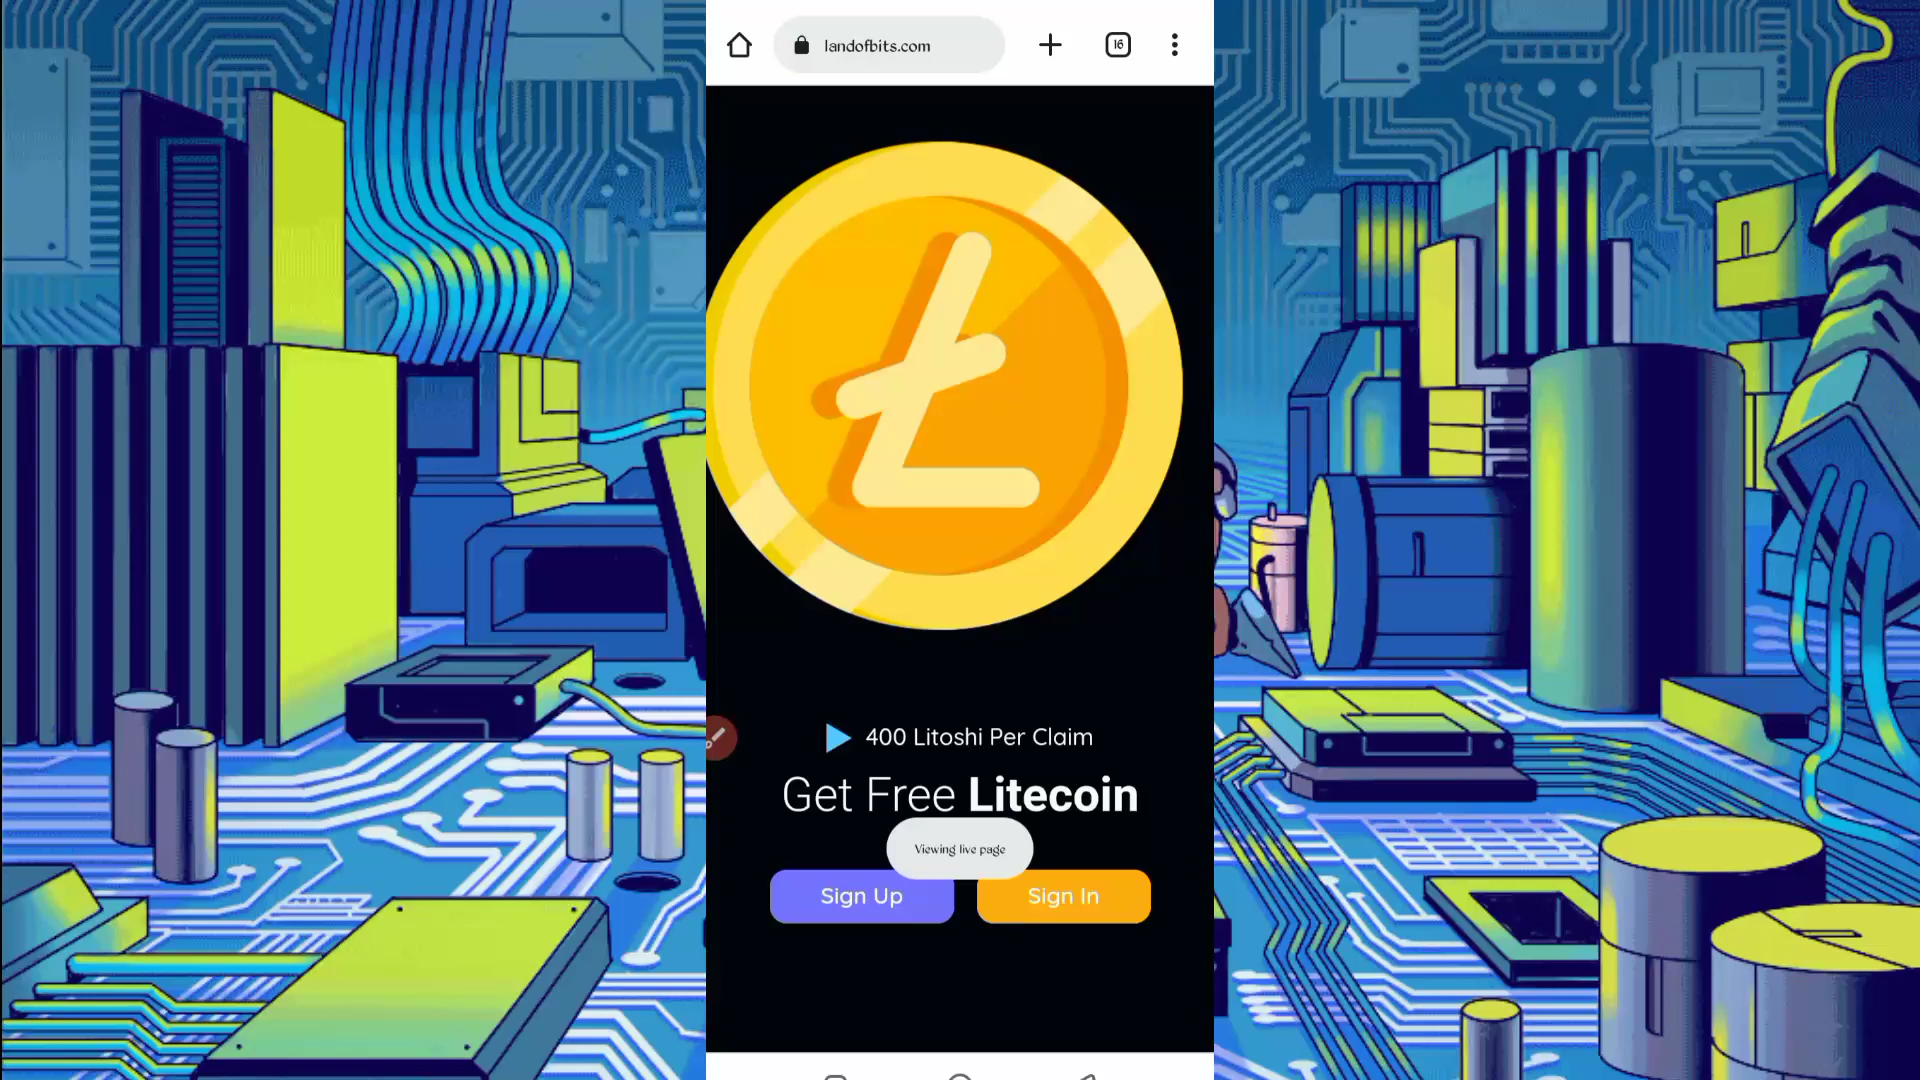 landofbits.com
16
400 Litoshi Per Claim
Get Free Litecoin
Viewing live page
Sign Up
Sign In